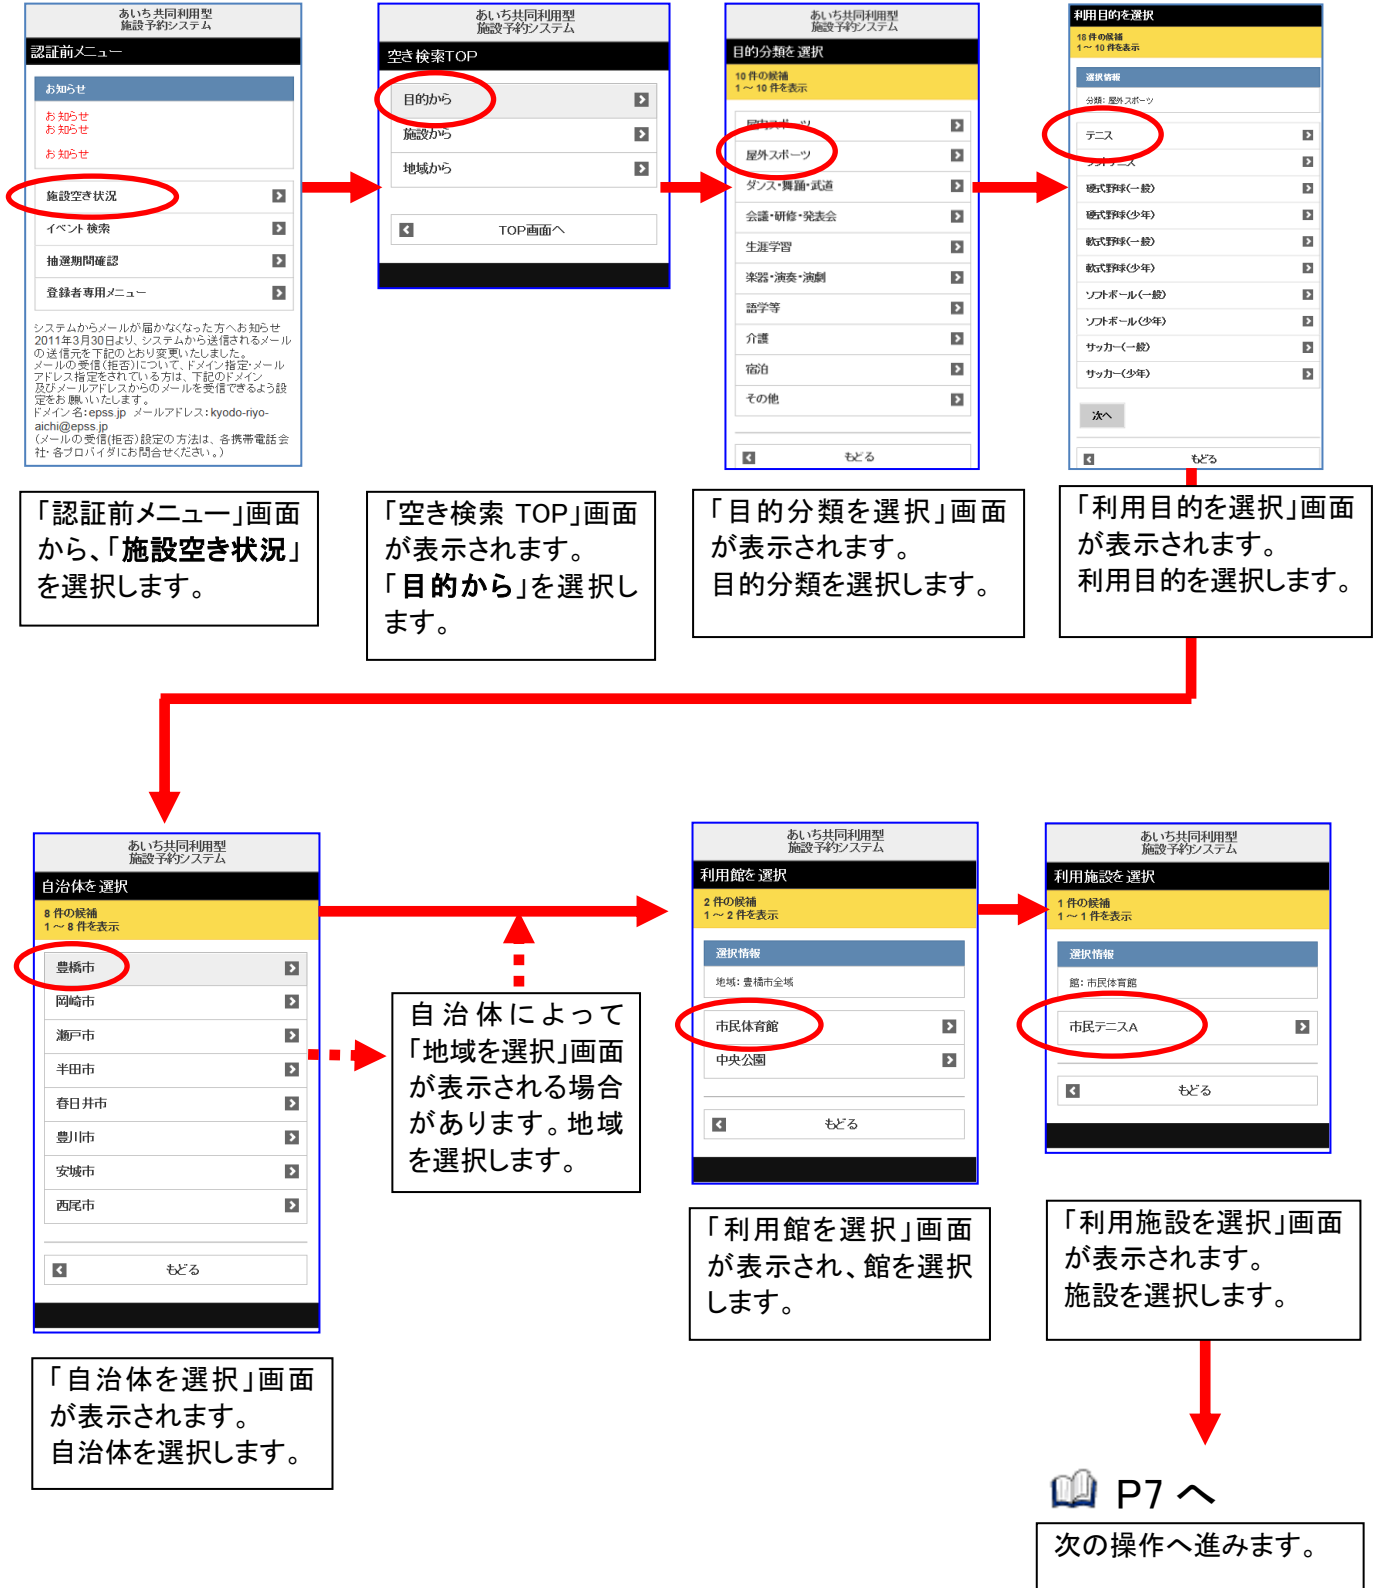 あいち共同利用型
施設予約システム
認証前メニュー
お知らせ
お知らせ
お知らせ
お知らせ
施設空き状況
イベント検索
抽選期間確認
登録者専用メニュー
システムからメールが届かなくなった方へお知らせ
2011年3月30日より、システムから送信されるメール
の送信元を下記のとおり変更いたしました。
メールの受信(拒否)について、ドメイン指定・メール
アドレス指定をされている方は、下記のドメイン
及びメールアドレスからのメールを受信できるよう設
定をお願いいたします。
ドメイン名:epss.jp メールアドレス:kyodo-riyo-
aichi@epss.jp
(メールの受信(拒否)設定の方法は、各携帯電話会
社・各プロバイダにお問合せください。)
「認証前メニュー」画面
から、「施設空き状況」
を選択します。
あいち共同利用型
施設予約システム
空き検索TOP
目的から
施設から
地域から
TOP画面へ
「空き検索 TOP」画面
が表示されます。
「目的から」を選択し
ます。
あいち共同利用型
施設予約システム
目的分類を選択
10 件の候補
1 ～ 10 件を表示
屋内スポーツ
屋外スポーツ
ダンス・舞踊・武道
会議・研修・発表会
生涯学習
楽器・演奏・演劇
語学等
介護
宿泊
その他
もどる
「目的分類を選択」画面
が表示されます。
目的分類を選択します。
利用目的を選択
18 件の候補
1 ～ 10 件を表示
選択情報
分類: 屋外スポーツ
テニス
ソフトテニス
硬式野球(一般)
硬式野球(少年)
軟式野球(一般)
軟式野球(少年)
ソフトボール(一般)
ソフトボール(少年)
サッカー(一般)
サッカー(少年)
次へ
もどる
「利用目的を選択」画面
が表示されます。
利用目的を選択します。
あいち共同利用型
施設予約システム
自治体を選択
8 件の候補
1 ～ 8 件を表示
豊橋市
岡崎市
瀬戸市
半田市
春日井市
豊川市
安城市
西尾市
もどる
「自治体を選択」画面
が表示されます。
自治体を選択します。
自治体によって
「地域を選択」画面
が表示される場合
があります。地域
を選択します。
あいち共同利用型
施設予約システム
利用館を選択
2 件の候補
1 ～ 2 件を表示
選択情報
地域: 豊橋市全域
市民体育館
中央公園
もどる
「利用館を選択」画面
が表示され、館を選択
します。
あいち共同利用型
施設予約システム
利用施設を選択
1 件の候補
1 ～ 1 件を表示
選択情報
館: 市民体育館
市民テニスA
もどる
「利用施設を選択」画面
が表示されます。
施設を選択します。
P7 へ
次の操作へ進みます。